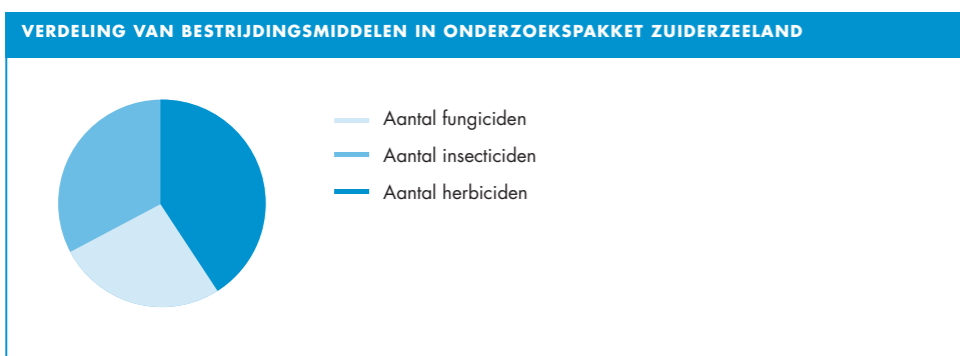 VERDELING VAN BESTRIJDINGSMIDDELEN IN ONDERZOEKSPAKKET ZUIDERZEELAND
Aantal fungiciden
Aantal insecticiden
Aantal herbiciden